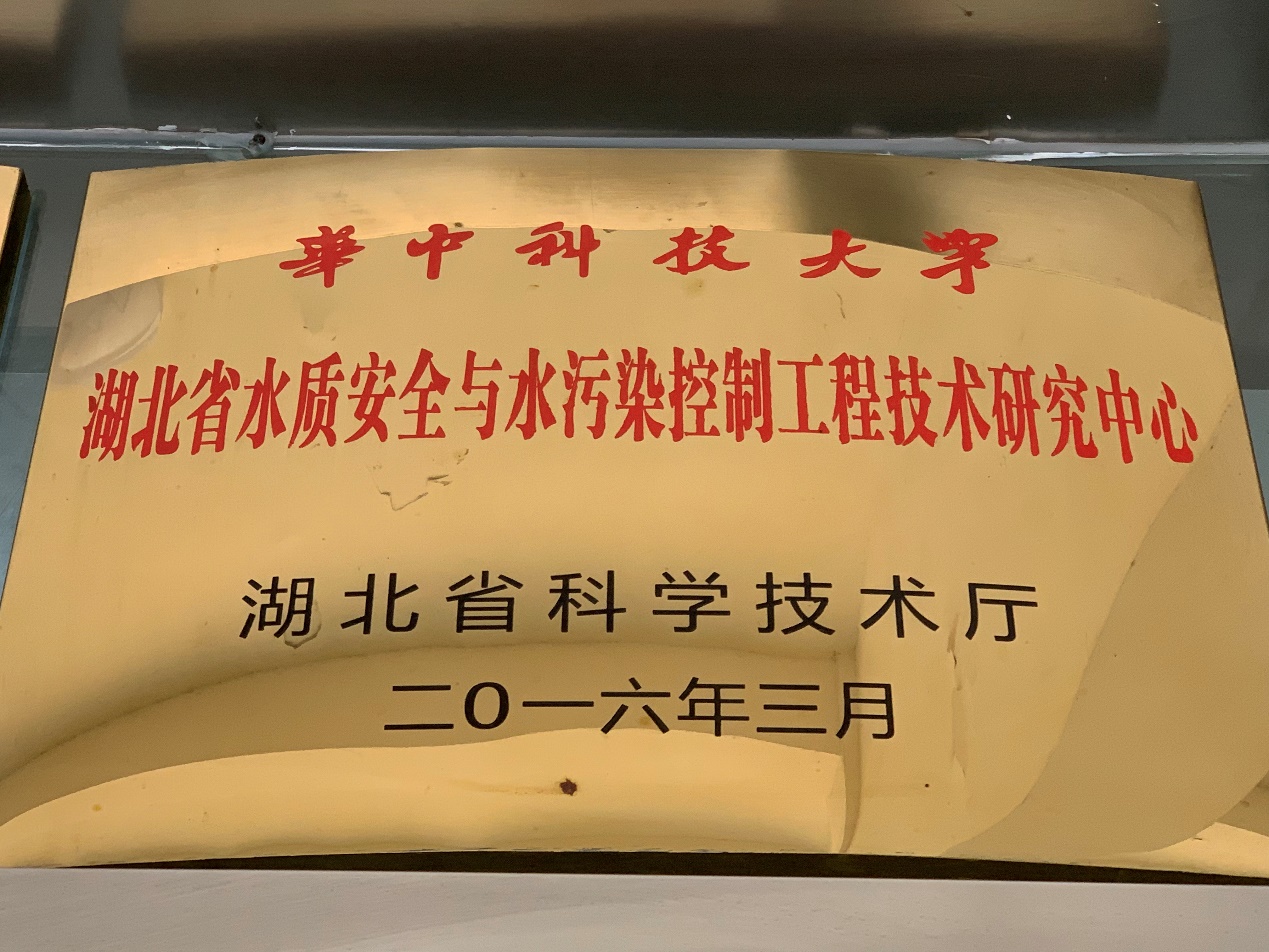 華中科技大学
湖北省水质安全与水污染控制工程技术研究中心
湖北省科学技术厅
二O一六年三月